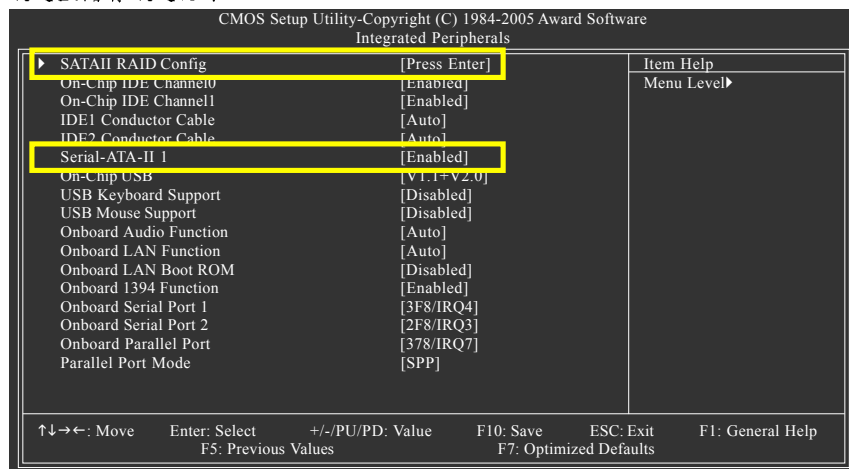 CMOS Setup Utility-Copyright (C) 1984-2005 Award Software
Integrated Peripherals
SATAII RAID Config [Press Enter] Item Help
On-Chip IDE Channel0 [Enabled] Menu Level
On-Chip IDE Channel1 [Enabled]
IDE1 Conductor Cable [Auto]
IDE2 Conductor Cable [Auto]
Serial-ATA-II 1 [Enabled]
On-Chip USB [V1.1+V2.0]
USB Keyboard Support [Disabled]
USB Mouse Support [Disabled]
Onboard Audio Function [Auto]
Onboard LAN Function [Auto]
Onboard LAN Boot ROM [Disabled]
Onboard 1394 Function [Enabled]
Onboard Serial Port 1 [3F8/IRQ4]
Onboard Serial Port 2 [2F8/IRQ3]
Onboard Parallel Port [378/IRQ7]
Parallel Port Mode [SPP]
↑↓→←: Move Enter: Select +/-/PU/PD: Value F10: Save ESC: Exit F1: General Help
F5: Previous Values F7: Optimized Defaults